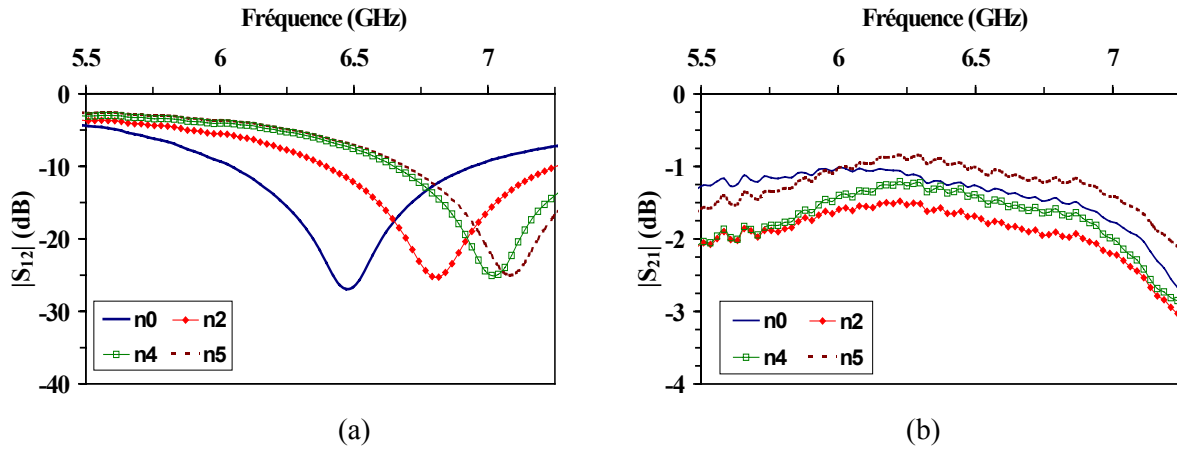 Fréquence (GHz)
5.5 6 6.5 7
0
-10
-20
-30
-40
|S12| (dB)
n0 n2
n4 n5
(a)
Fréquence (GHz)
5.5 6 6.5 7
0
-1
-2
-3
-4
|S21| (dB)
n0 n2
n4 n5
(b)